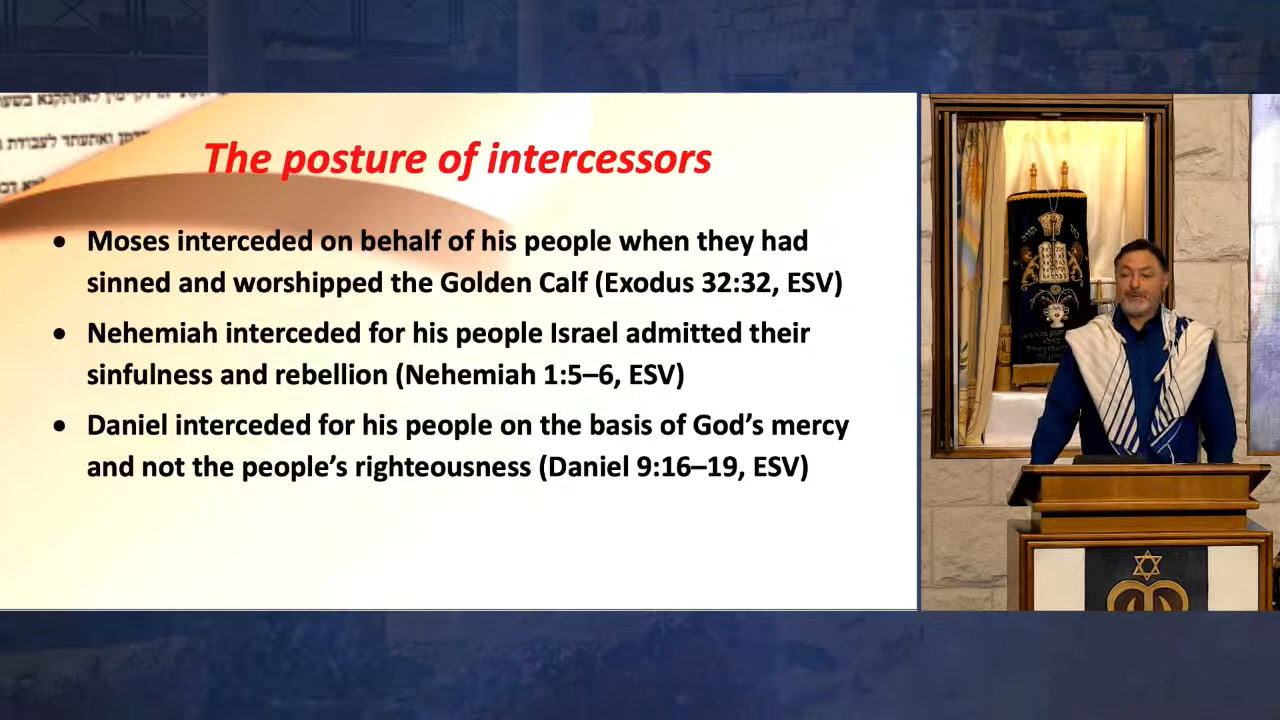 The posture of intercessors
• Moses interceded on behalf of his people when they had
sinned and worshipped the Golden Calf (Exodus 32:32, ESV)
• Nehemiah interceded for his people Israel admitted their
sinfulness and rebellion (Nehemiah 1:5–6, ESV)
• Daniel interceded for his people on the basis of God’s mercy
and not the people’s righteousness (Daniel 9:16–19, ESV)